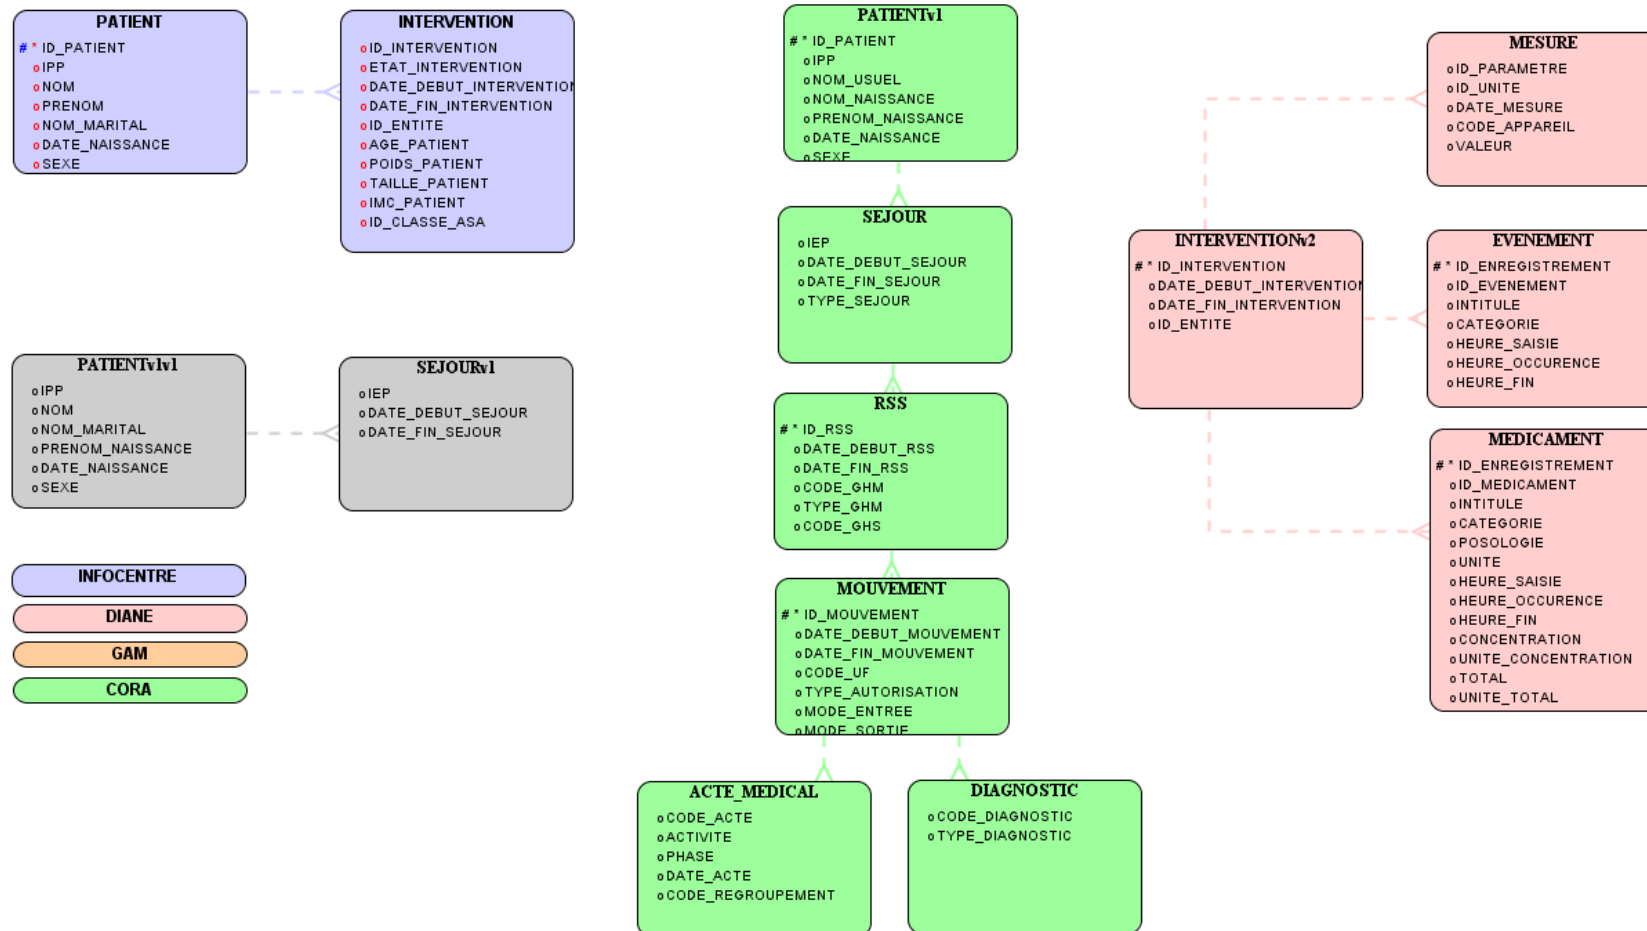 PATIENT
# * ID_PATIENT
o IPP
o NOM
o PRENOM
o NOM_MARITAL
o DATE_NAISSANCE
o SEXE
INTERVENTION
o ID_INTERVENTION
o ETAT_INTERVENTION
o DATE_DEBUT_INTERVENTION
o DATE_FIN_INTERVENTION
o ID_ENTITE
o AGE_PATIENT
o POIDS_PATIENT
o TAILLE_PATIENT
o IMC_PATIENT
o ID_CLASSE_ASA
PATIENTv1v1
o IPP
o NOM
o NOM_MARITAL
o PRENOM_NAISSANCE
o DATE_NAISSANCE
o SEXE
SEJOURv1
o IEP
o DATE_DEBUT_SEJOUR
o DATE_FIN_SEJOUR
INFOCENTRE
DIANE
GAM
CORA
PATIENTv1
# * ID_PATIENT
o IPP
o NOM_USUEL
o NOM_NAISSANCE
o PRENOM_NAISSANCE
o DATE_NAISSANCE
o SEXE
SEJOUR
o IEP
o DATE_DEBUT_SEJOUR
o DATE_FIN_SEJOUR
o TYPE_SEJOUR
RSS
# * ID_RSS
o DATE_DEBUT_RSS
o DATE_FIN_RSS
o CODE_GHM
o TYPE_GHM
o CODE_GHS
MOUVEMENT
# * ID_MOUVEMENT
o DATE_DEBUT_MOUVEMENT
o DATE_FIN_MOUVEMENT
o CODE_UF
o TYPE_AUTORISATION
o MODE_ENTREE
o MODE_SORTIE
ACTE_MEDICAL
o CODE_ACTE
o ACTIVITE
o PHASE
o DATE_ACTE
o CODE_REGROUPEMENT
DIAGNOSTIC
o CODE_DIAGNOSTIC
o TYPE_DIAGNOSTIC
INTERVENTIONv2
# * ID_INTERVENTION
o DATE_DEBUT_INTERVENTION
o DATE_FIN_INTERVENTION
o ID_ENTITE
MESURE
o ID_PARAMETRE
o ID_UNITE
o DATE_MESURE
o CODE_APPAREIL
o VALEUR
EVENEMENT
# * ID_ENREGISTREMENT
o ID_EVENEMENT
o INTITULE
o CATEGORIE
o HEURE_SAISIE
o HEURE_OCCURENCE
o HEURE_FIN
MEDICAMENT
# * ID_ENREGISTREMENT
o ID_MEDICAMENT
o INTITULE
o CATEGORIE
o POSOLOGIE
o UNITE
o HEURE_SAISIE
o HEURE_OCCURENCE
o HEURE_FIN
o CONCENTRATION
o UNITE_CONCENTRATION
o TOTAL
o UNITE_TOTAL